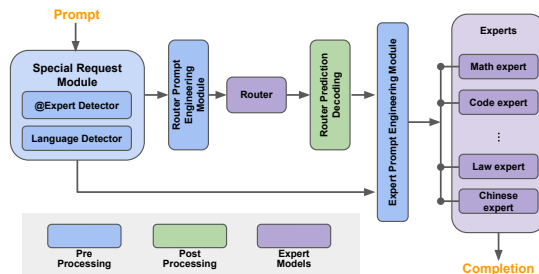 Prompt
Special Request
Module
@Expert Detector
Language Detector
Router Prompt
Engineering
Module
Router
Router Prediction
Decoding
Expert Prompt Engineering Module
Experts
Math expert
Code expert
...
Law expert
Chinese
expert
Completion
Pre
Processing
Post
Processing
Expert
Models